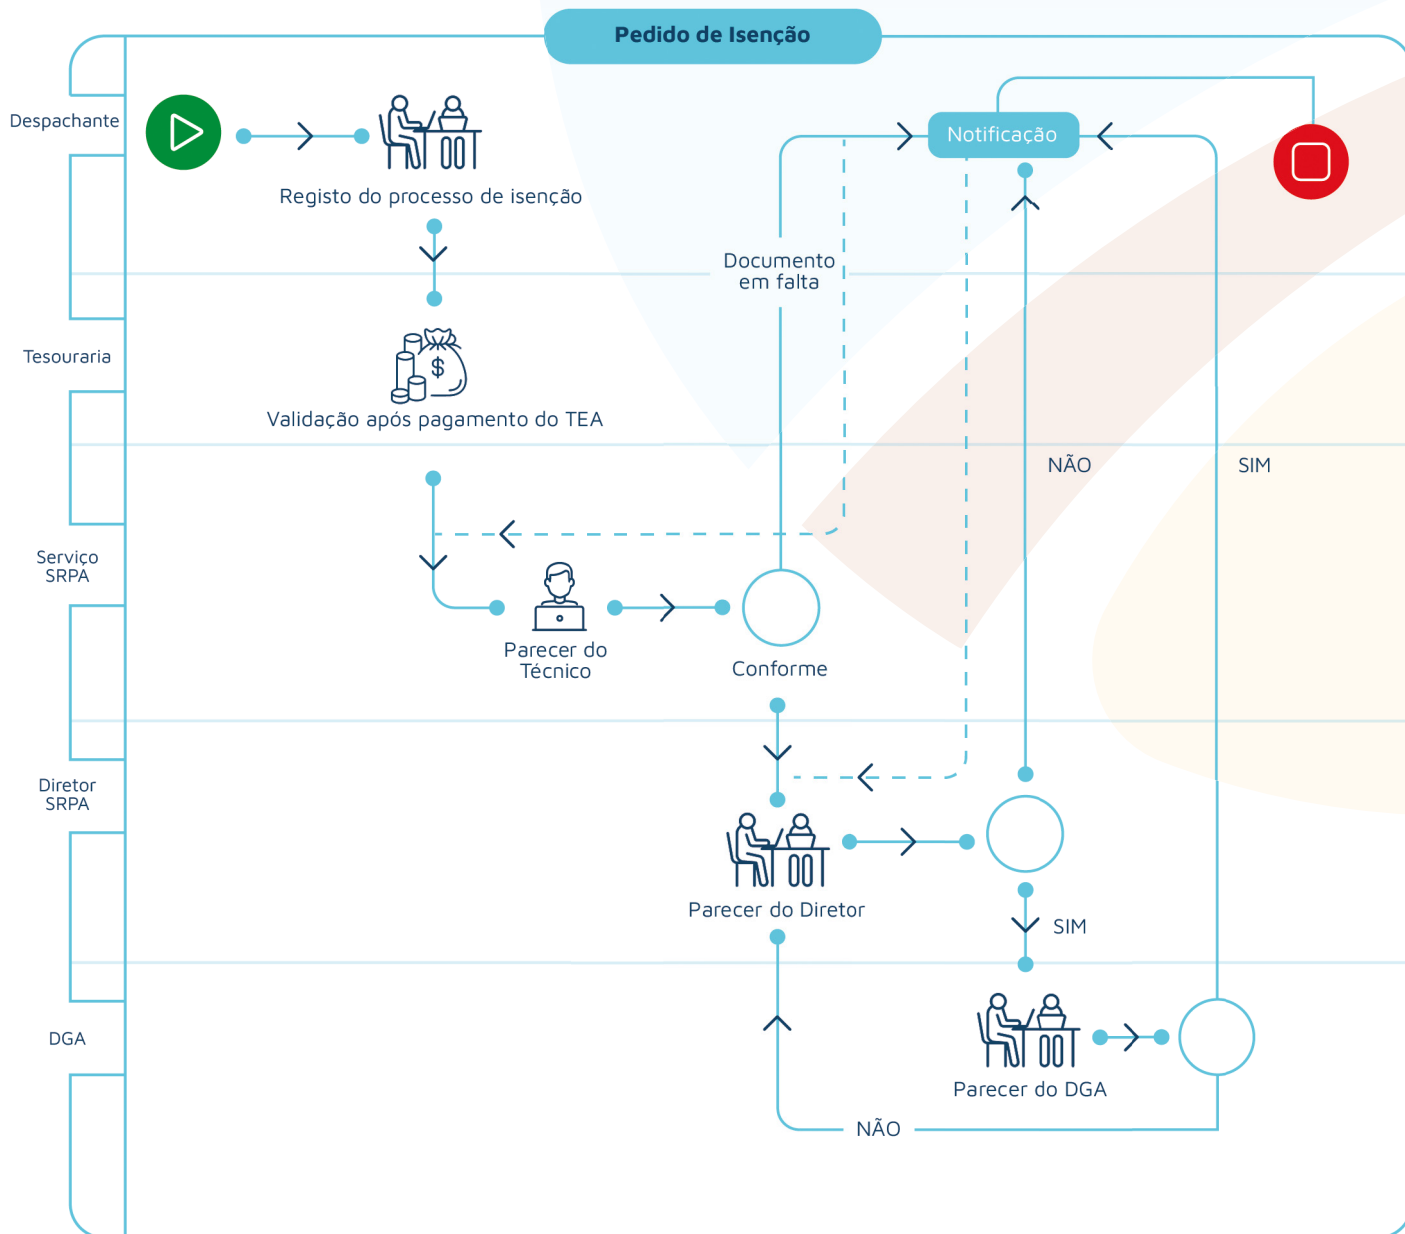 Pedido de Isenção
Despachante
Notificação
Registo do processo de isenção
Documento
em falta
Tesouraria
$
Validação após pagamento do TEA
NÃO
SIM
Serviço
SRPA
Parecer do
Técnico
Conforme
Diretor
SRPA
Parecer do Diretor
SIM
DGA
Parecer do DGA
NÃO